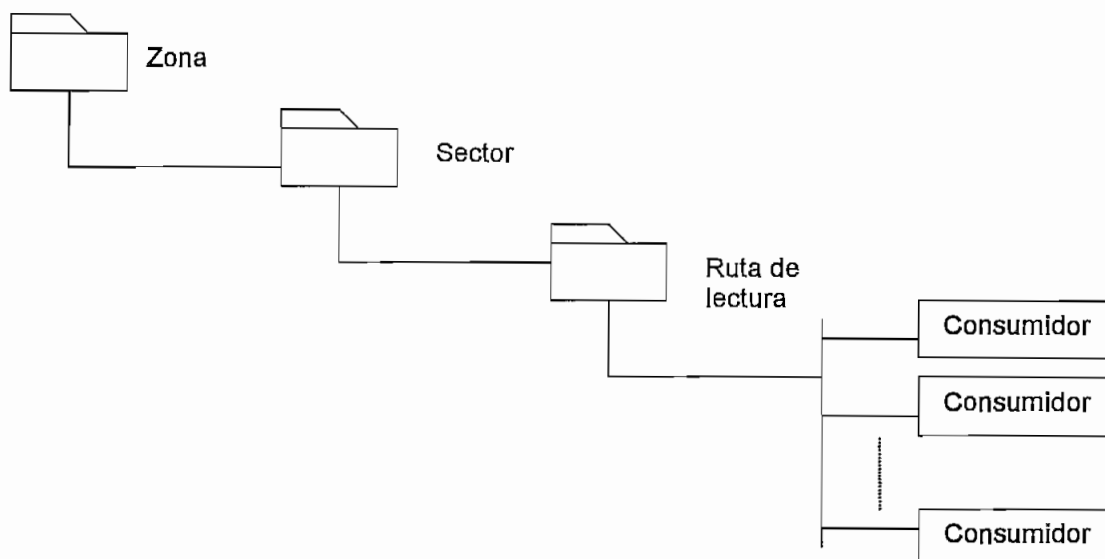 Zona
Sector
Ruta de
lectura
Consumidor
Consumidor
Consumidor